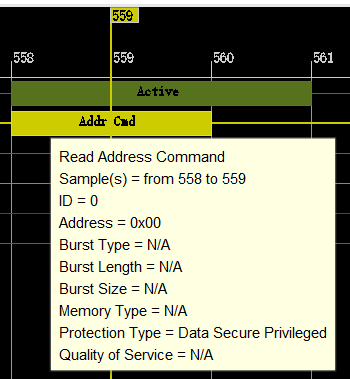 559
558 559 560 561
Active
Addr Cmd
Read Address Command
Sample(s) = from 558 to 559
ID = 0
Address = 0x00
Burst Type = N/A
Burst Length = N/A
Burst Size = N/A
Memory Type = N/A
Protection Type = Data Secure Privileged
Quality of Service = N/A